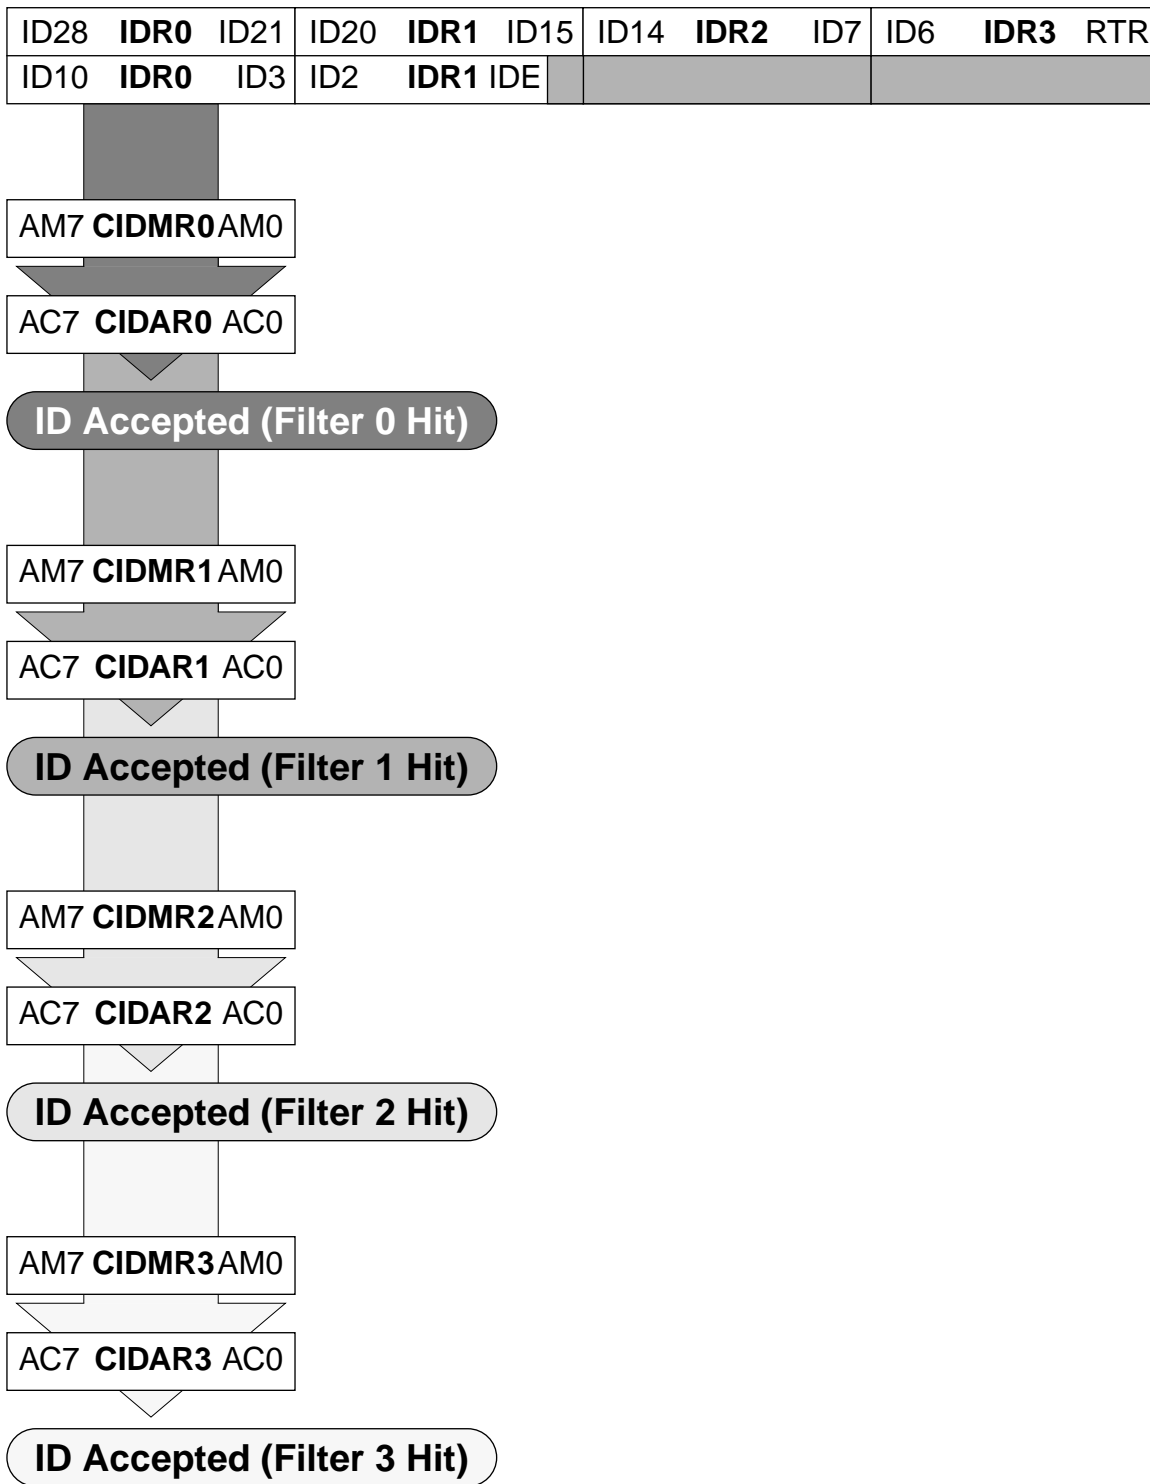 ID28 IDR0 ID21 ID20 IDR1 ID15 ID14 IDR2 ID7 ID6 IDR3 RTR
ID10 IDR0 ID3 ID2 IDR1 IDE
AM7 CIDMR0 AM0
AC7 CIDAR0 AC0
ID Accepted (Filter 0 Hit)
AM7 CIDMR1 AM0
AC7 CIDAR1 AC0
ID Accepted (Filter 1 Hit)
AM7 CIDMR2 AM0
AC7 CIDAR2 AC0
ID Accepted (Filter 2 Hit)
AM7 CIDMR3 AM0
AC7 CIDAR3 AC0
ID Accepted (Filter 3 Hit)